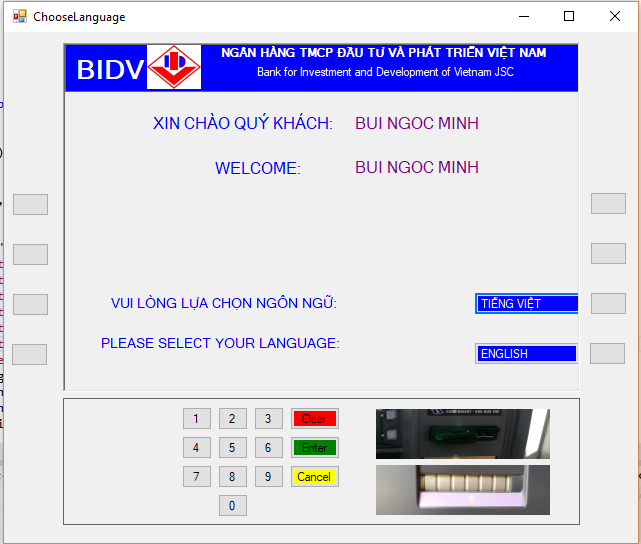 ChooseLanguage
BIDV
NGÂN HÀNG TMCP ĐẦU TƯ VÀ PHÁT TRIỂN VIỆT NAM
Bank for Investment and Development of Vietnam JSC
XIN CHÀO QUÝ KHÁCH: BUI NGOC MINH
WELCOME: BUI NGOC MINH
VUI LÒNG LỰA CHỌN NGÔN NGỮ: TIẾNG VIỆT
PLEASE SELECT YOUR LANGUAGE: ENGLISH
1 2 3 Clear
4 5 6 Enter
7 8 9 Cancel
0